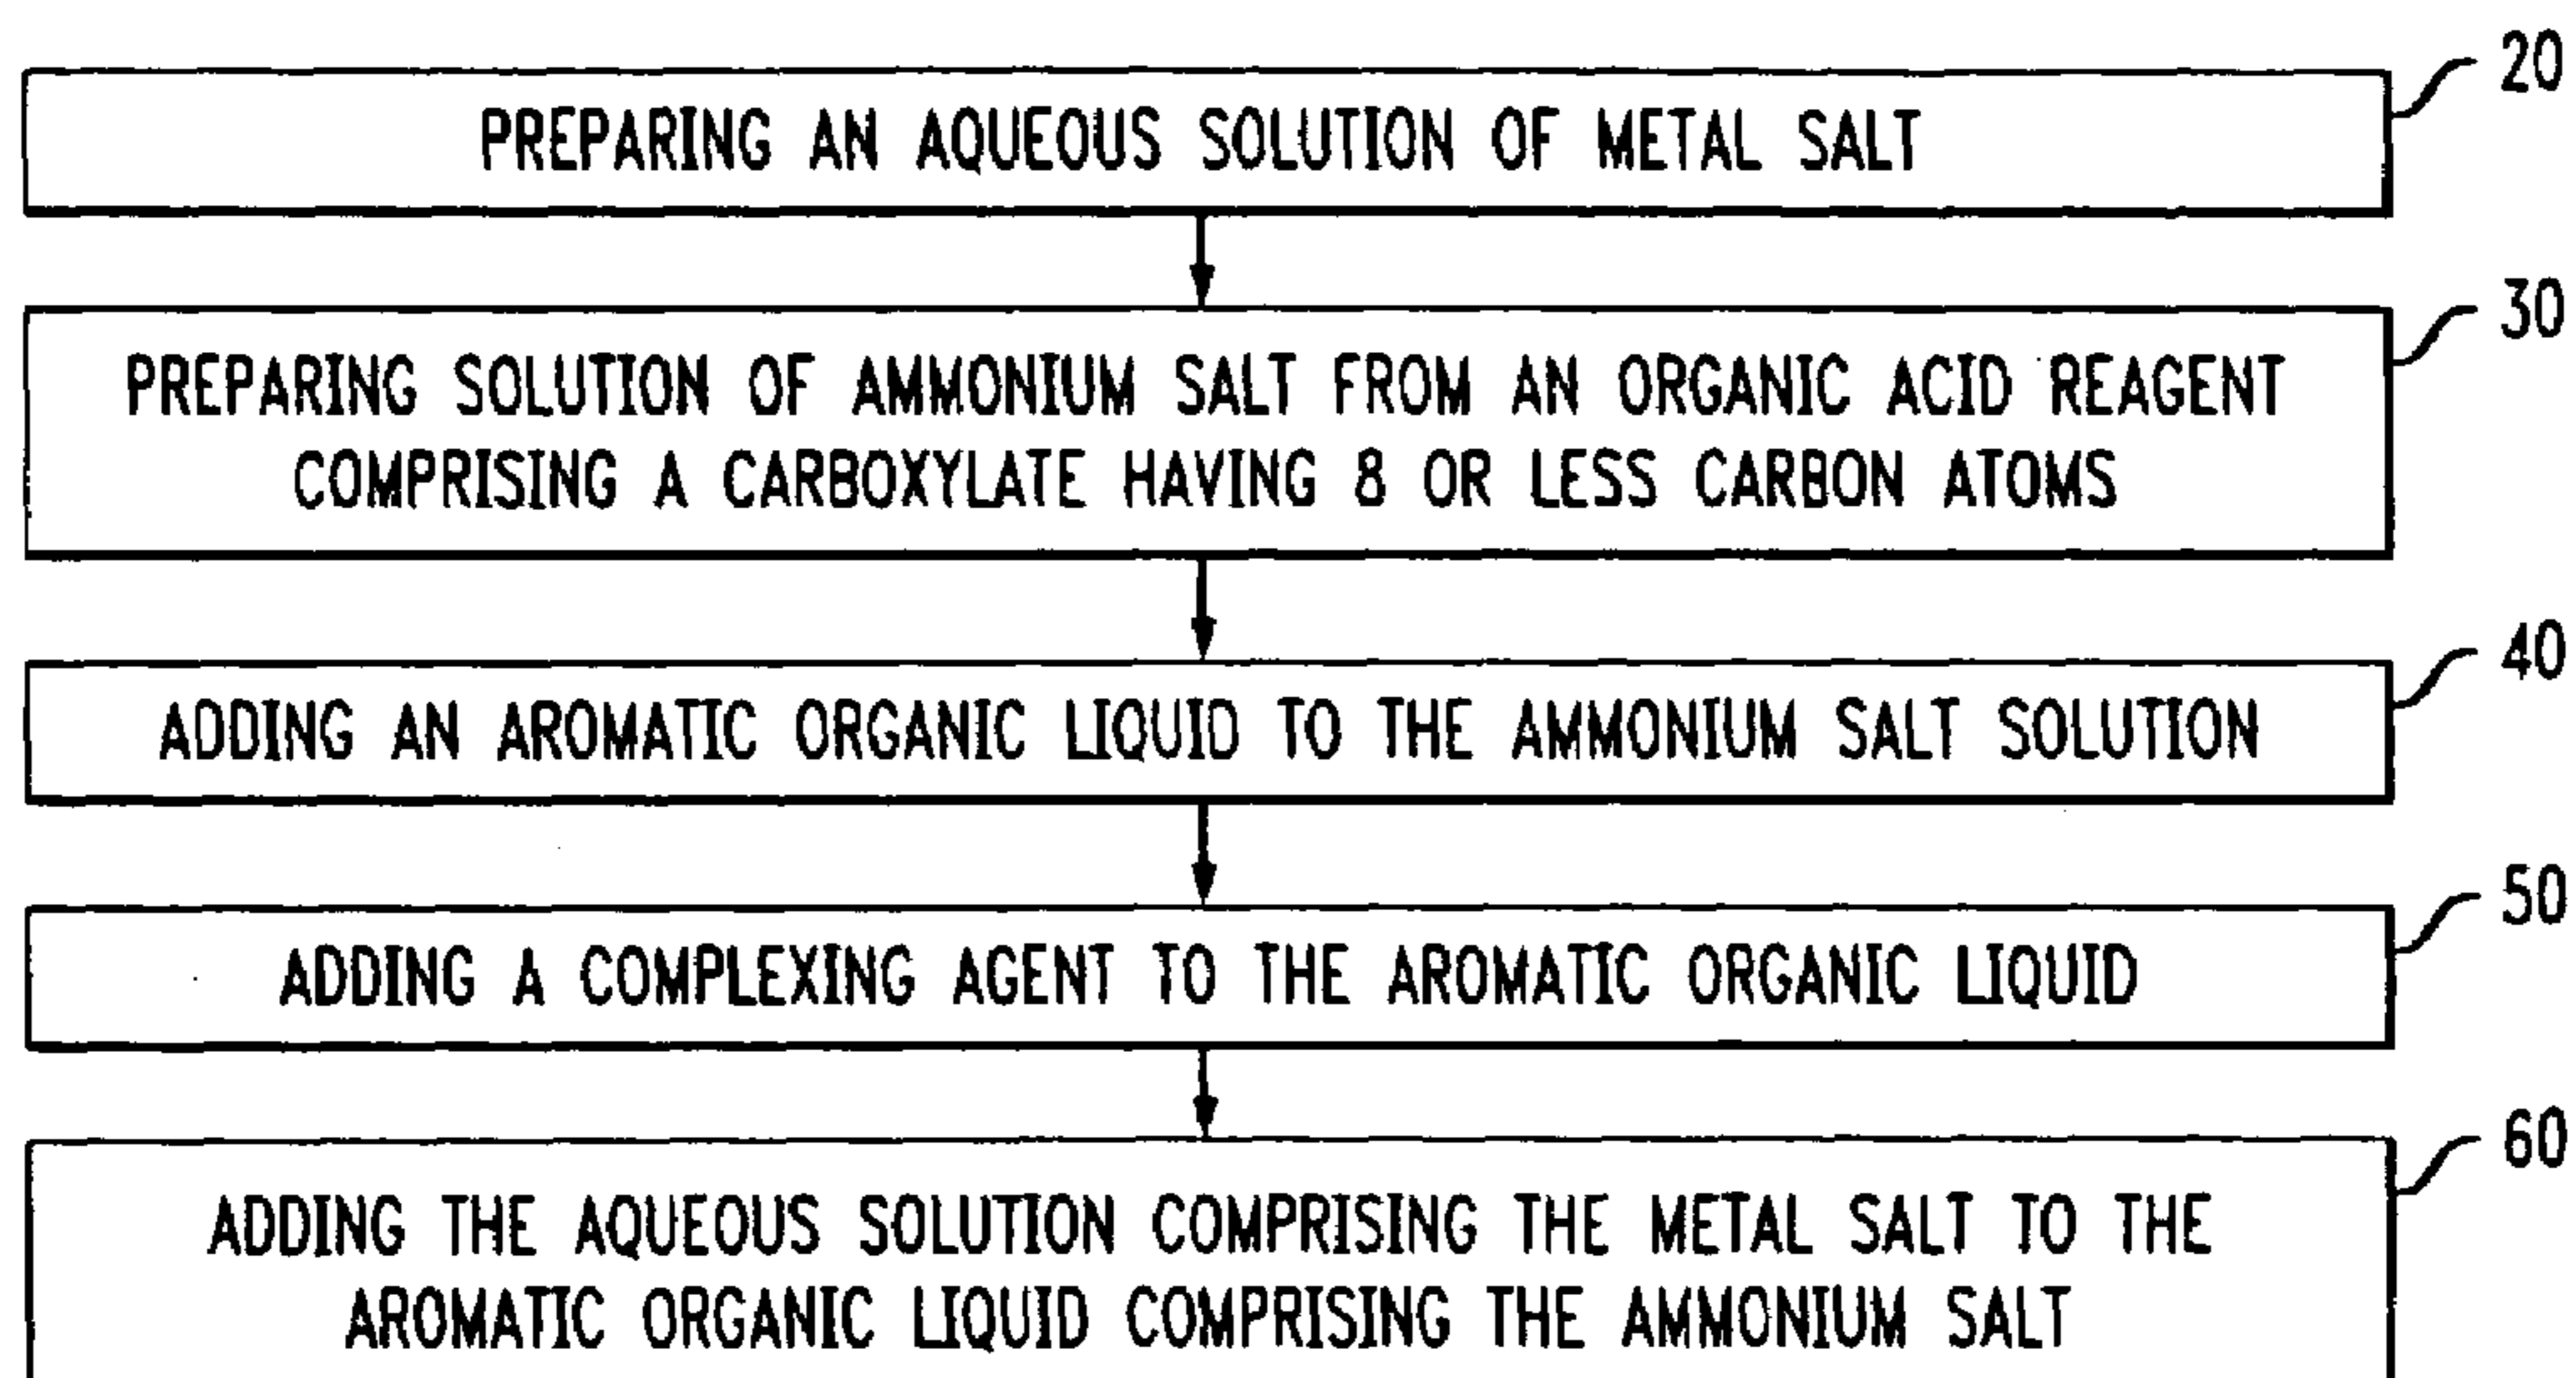 20
PREPARING AN AQUEOUS SOLUTION OF METAL SALT
30
PREPARING SOLUTION OF AMMONIUM SALT FROM AN ORGANIC ACID REAGENT
COMPRISING A CARBOXYLATE HAVING 8 OR LESS CARBON ATOMS
40
ADDING AN AROMATIC ORGANIC LIQUID TO THE AMMONIUM SALT SOLUTION
50
ADDING A COMPLEXING AGENT TO THE AROMATIC ORGANIC LIQUID
60
ADDING THE AQUEOUS SOLUTION COMPRISING THE METAL SALT TO THE
AROMATIC ORGANIC LIQUID COMPRISING THE AMMONIUM SALT